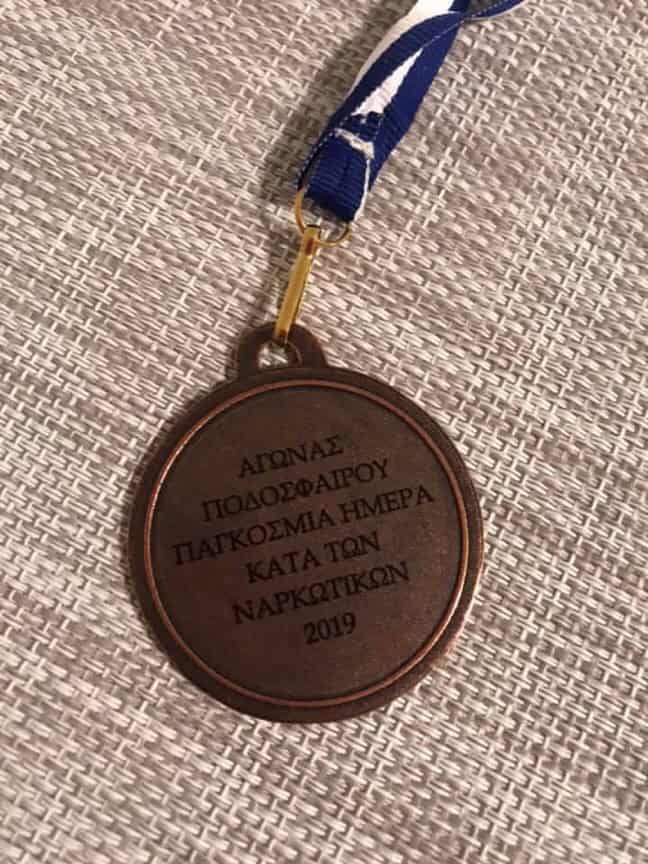 ΑΓΩΝΑΣ
ΠΟΔΟΣΦΑΙΡΟΥ
ΠΑΓΚΟΣΜΙΑ ΗΜΕΡΑ
ΚΑΤΑ ΤΩΝ
ΝΑΡΚΩΤΙΚΩΝ
2019